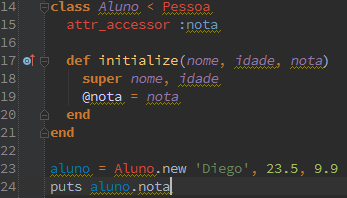 14 class Aluno < Pessoa
15   attr_accessor :nota
16
17   def initialize(nome, idade, nota)
18     super nome, idade
19     @nota = nota
20   end
21 end
22
23 aluno = Aluno.new 'Diego', 23.5, 9.9
24 puts aluno.nota